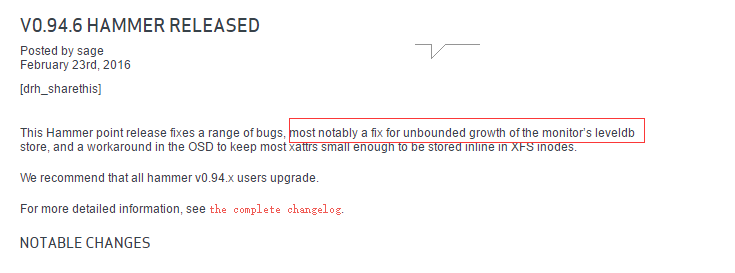 V0.94.6 HAMMER RELEASED
Posted by sage
February 23rd, 2016
[drh_sharethis]
This Hammer point release fixes a range of bugs, most notably a fix for unbounded growth of the monitor's leveldb
store, and a workaround in the OSD to keep most xattrs small enough to be stored inline in XFS inodes.
We recommend that all hammer v0.94.x users upgrade.
For more detailed information, see the complete changelog.
NOTABLE CHANGES